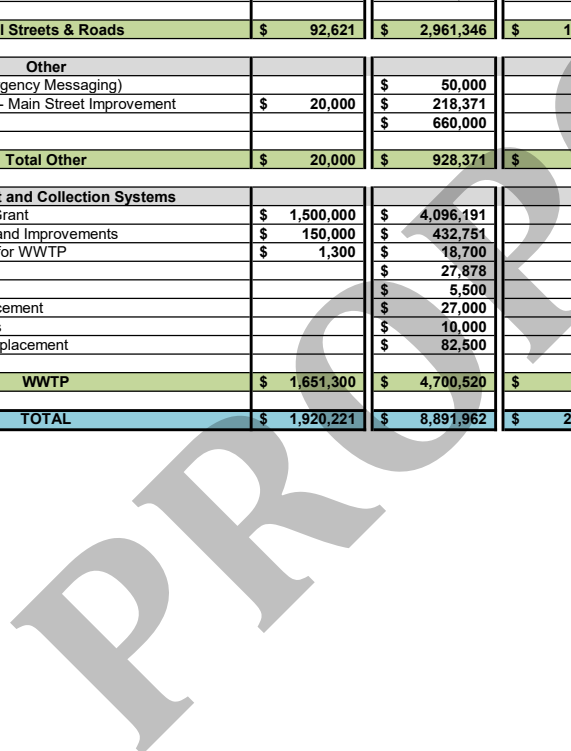 l Streets & Roads $ 92,621 $ 2,961,346 $ 1
Other
gency Messaging) $ 50,000
- Main Street Improvement $ 20,000 $ 218,371
$ 660,000
Total Other $ 20,000 $ 928,371 $
t and Collection Systems
Grant $ 1,500,000 $ 4,096,191
and Improvements $ 150,000 $ 432,751
for WWTP $ 1,300 $ 18,700
$ 27,878
$ 5,500
cement $ 27,000
s $ 10,000
placement $ 82,500
WWTP $ 1,651,300 $ 4,700,520 $
TOTAL $ 1,920,221 $ 8,891,962 $ 2
PROP